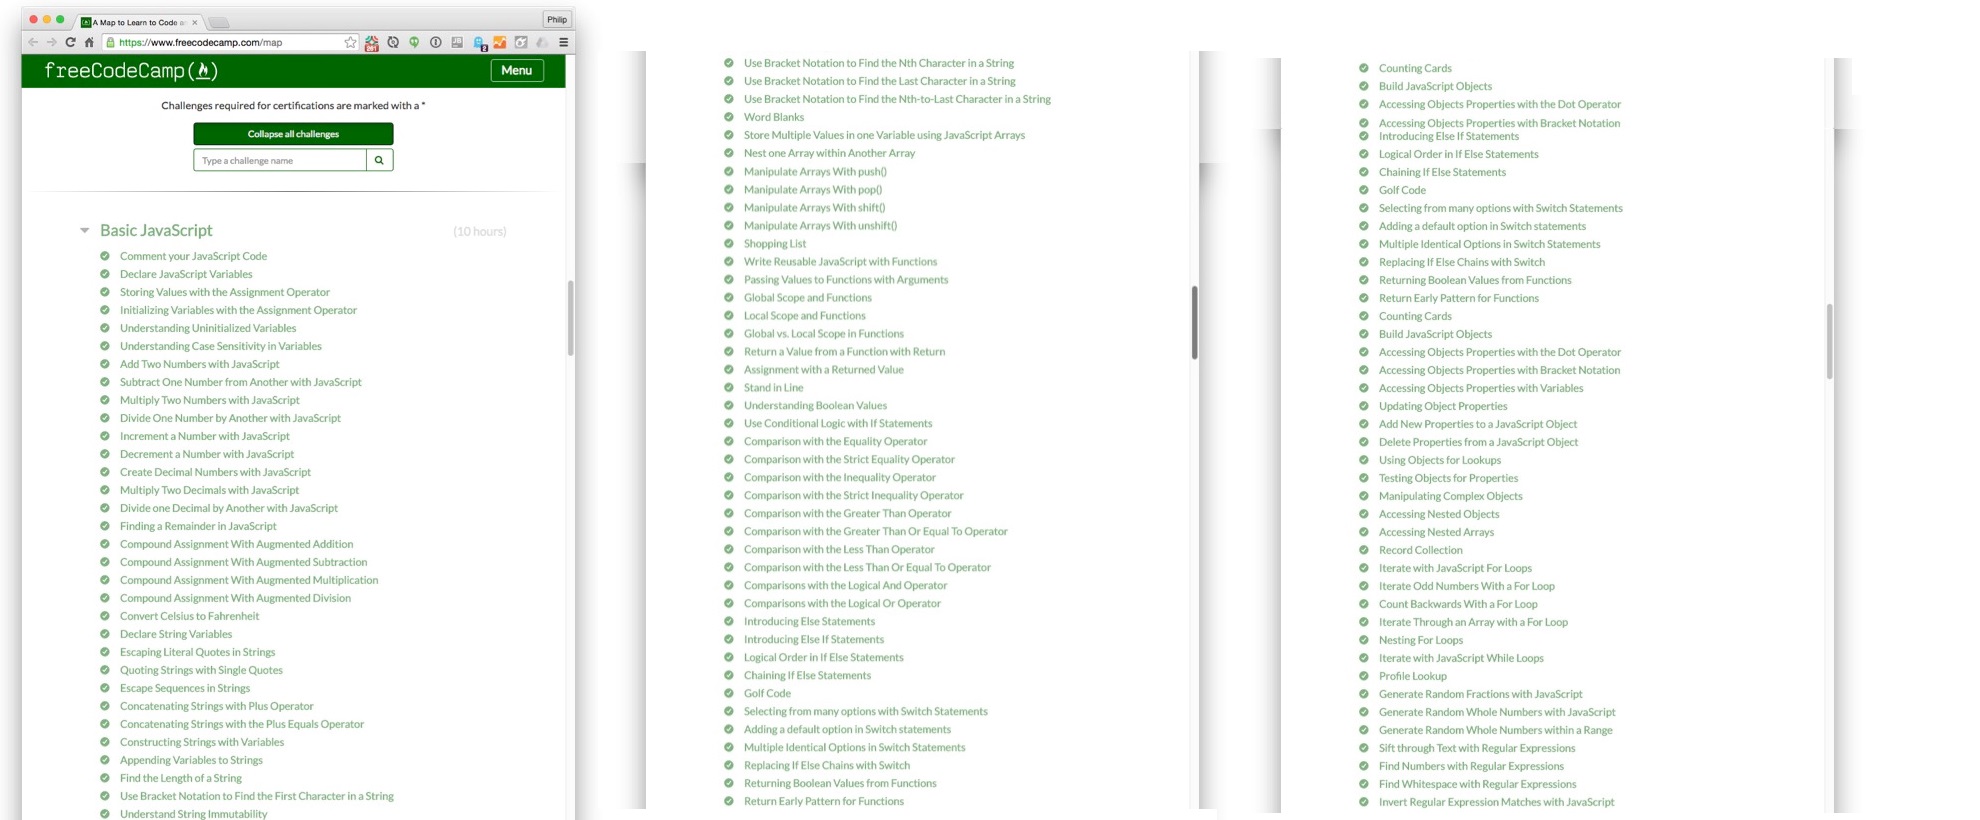 A Map to Learn to Code a
Philip
https://www.freecodecamp.com/map
freeCodeCamp
Menu
Challenges required for certifications are marked with a *
Collapse all challenges
Type a challenge name
Basic JavaScript
(10 hours)
Comment your JavaScript Code
Declare JavaScript Variables
Storing Values with the Assignment Operator
Initializing Variables with the Assignment Operator
Understanding Uninitialized Variables
Understanding Case Sensitivity in Variables
Add Two Numbers with JavaScript
Subtract One Number from Another with JavaScript
Multiply Two Numbers with JavaScript
Divide One Number by Another with JavaScript
Increment a Number with JavaScript
Decrement a Number with JavaScript
Create Decimal Numbers with JavaScript
Multiply Two Decimals with JavaScript
Divide one Decimal by Another with JavaScript
Finding a Remainder in JavaScript
Compound Assignment With Augmented Addition
Compound Assignment With Augmented Subtraction
Compound Assignment With Augmented Multiplication
Compound Assignment With Augmented Division
Convert Celsius to Fahrenheit
Declare String Variables
Escaping Literal Quotes in Strings
Quoting Strings with Single Quotes
Escape Sequences in Strings
Concatenating Strings with Plus Operator
Concatenating Strings with the Plus Equals Operator
Constructing Strings with Variables
Appending Variables to Strings
Find the Length of a String
Use Bracket Notation to Find the First Character in a String
Understand String Immutability
Use Bracket Notation to Find the Nth Character in a String
Use Bracket Notation to Find the Last Character in a String
Use Bracket Notation to Find the Nth-to-Last Character in a String
Word Blanks
Store Multiple Values in one Variable using JavaScript Arrays
Nest one Array within Another Array
Manipulate Arrays With push()
Manipulate Arrays With pop()
Manipulate Arrays With shift()
Manipulate Arrays With unshift()
Shopping List
Write Reusable JavaScript with Functions
Passing Values to Functions with Arguments
Global Scope and Functions
Local Scope and Functions
Global vs. Local Scope in Functions
Return a Value from a Function with Return
Assignment with a Returned Value
Stand in Line
Understanding Boolean Values
Use Conditional Logic with If Statements
Comparison with the Equality Operator
Comparison with the Strict Equality Operator
Comparison with the Inequality Operator
Comparison with the Strict Inequality Operator
Comparison with the Greater Than Operator
Comparison with the Greater Than Or Equal To Operator
Comparison with the Less Than Operator
Comparison with the Less Than Or Equal To Operator
Comparisons with the Logical And Operator
Comparisons with the Logical Or Operator
Introducing Else Statements
Introducing Else If Statements
Logical Order in If Else Statements
Chaining If Else Statements
Golf Code
Selecting from many options with Switch Statements
Adding a default option in Switch statements
Multiple Identical Options in Switch Statements
Replacing If Else Chains with Switch
Returning Boolean Values from Functions
Return Early Pattern for Functions
Counting Cards
Build JavaScript Objects
Accessing Objects Properties with the Dot Operator
Accessing Objects Properties with Bracket Notation
Introducing Else If Statements
Logical Order in If Else Statements
Chaining If Else Statements
Golf Code
Selecting from many options with Switch Statements
Adding a default option in Switch statements
Multiple Identical Options in Switch Statements
Replacing If Else Chains with Switch
Returning Boolean Values from Functions
Return Early Pattern for Functions
Counting Cards
Build JavaScript Objects
Accessing Objects Properties with the Dot Operator
Accessing Objects Properties with Bracket Notation
Accessing Objects Properties with Variables
Updating Object Properties
Add New Properties to a JavaScript Object
Delete Properties from a JavaScript Object
Using Objects for Lookups
Testing Objects for Properties
Manipulating Complex Objects
Accessing Nested Objects
Accessing Nested Arrays
Record Collection
Iterate with JavaScript For Loops
Iterate Odd Numbers With a For Loop
Count Backwards With a For Loop
Iterate Through an Array with a For Loop
Nesting For Loops
Iterate with JavaScript While Loops
Profile Lookup
Generate Random Fractions with JavaScript
Generate Random Whole Numbers with JavaScript
Generate Random Whole Numbers within a Range
Sift through Text with Regular Expressions
Find Numbers with Regular Expressions
Find Whitespace with Regular Expressions
Invert Regular Expression Matches with JavaScript